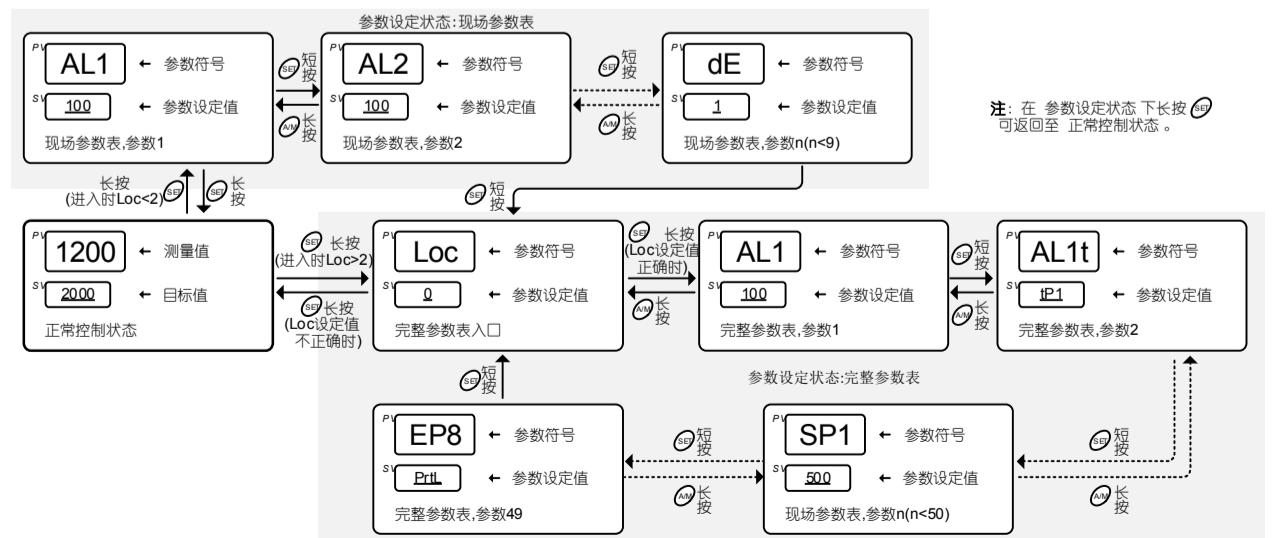 参数设定状态:现场参数表
PV
AL1 ← 参数符号
SV
100 ← 参数设定值
现场参数表,参数1
SET 短按
A/M 长按
PV
AL2 ← 参数符号
SV
100 ← 参数设定值
现场参数表,参数2
SET 短按
A/M 长按
PV
dE ← 参数符号
SV
1 ← 参数设定值
现场参数表,参数n(n<9)
注: 在 参数设定状态 下长按 SET
可返回至 正常控制状态 。
长按
(进入时Loc<2) SET
SET 长按
SET 短按
PV
1200 ← 测量值
SV
2000 ← 目标值
正常控制状态
SET 长按
(进入时Loc>2)
SET 长按
(Loc设定值
不正确时)
PV
Loc ← 参数符号
SV
0 ← 参数设定值
完整参数表入口
SET 长按
(Loc设定值
正确时)
A/M 长按
PV
AL1 ← 参数符号
SV
100 ← 参数设定值
完整参数表,参数1
SET 短按
A/M 长按
PV
AL1t ← 参数符号
SV
tP1 ← 参数设定值
完整参数表,参数2
SET 短按
参数设定状态:完整参数表
PV
EP8 ← 参数符号
SV
PrtL ← 参数设定值
完整参数表,参数49
SET 短按
A/M 长按
PV
SP1 ← 参数符号
SV
500 ← 参数设定值
现场参数表,参数n(n<50)
SET 短按
A/M 长按